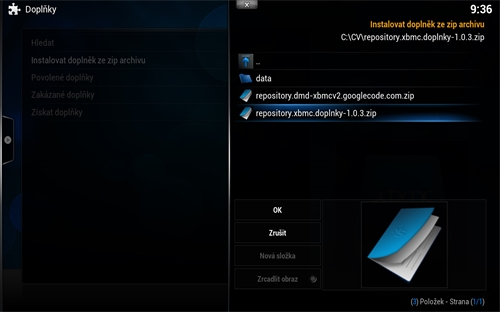 Doplňky
9:36
Instalovat doplněk ze zip archivu
C:\CV\repository.xbmc.doplnky-1.0.3.zip
Hledat
Instalovat doplněk ze zip archivu
Povolené doplňky
Zakázané doplňky
Získat doplňky
..
data
repository.dmd-xbmcv2.googlecode.com.zip
repository.xbmc.doplnky-1.0.3.zip
OK
Zrušit
Nová složka
Zrcadlit obraz
(3) Položek - Strana (1/1)